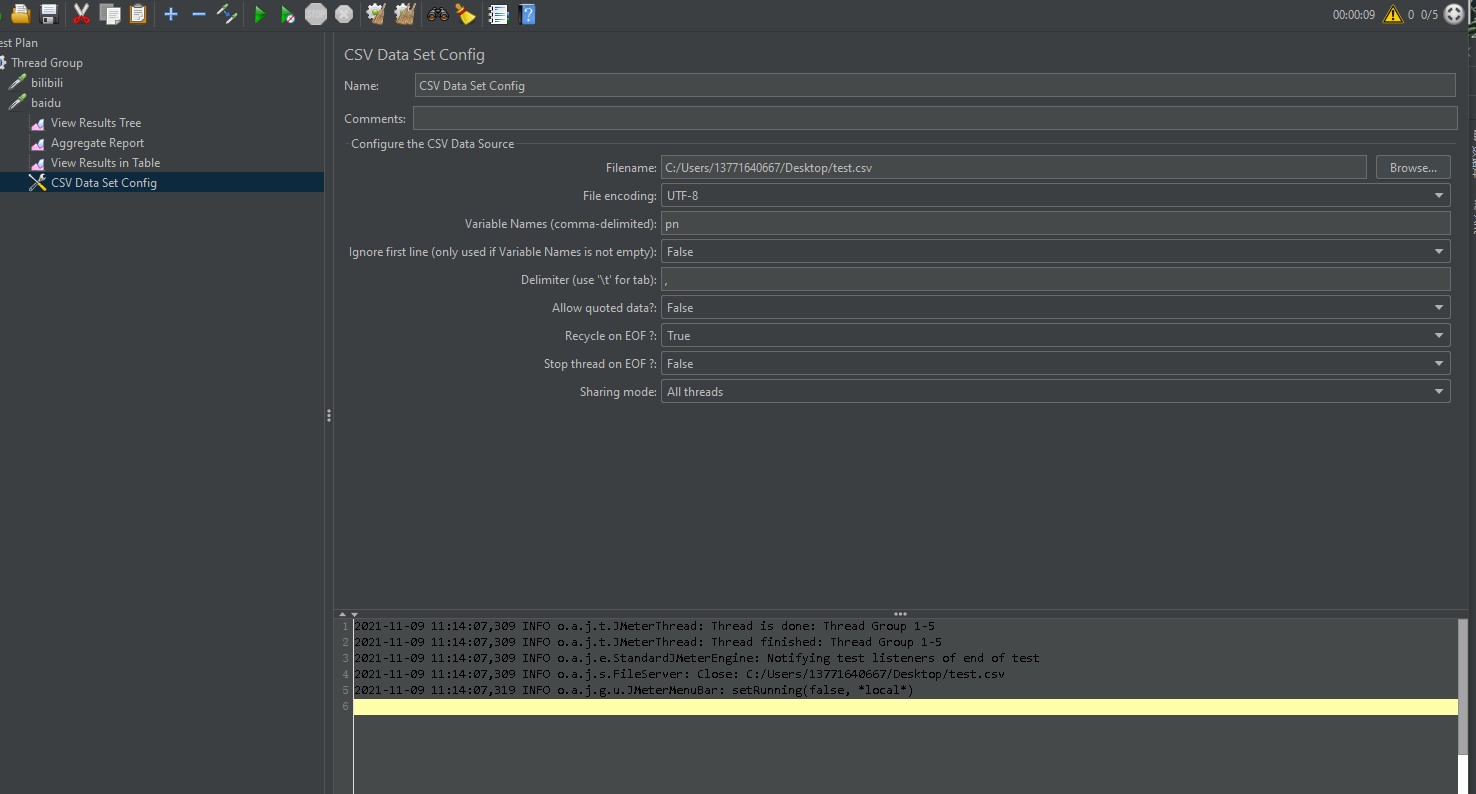 00:00:09 0 0/5
est Plan
Thread Group
bilibili
baidu
View Results Tree
Aggregate Report
View Results in Table
CSV Data Set Config
CSV Data Set Config
Name: CSV Data Set Config
Comments:
Configure the CSV Data Source
Filename: C:/Users/13771640667/Desktop/test.csv Browse...
File encoding: UTF-8
Variable Names (comma-delimited): pn
Ignore first line (only used if Variable Names is not empty): False
Delimiter (use '\t' for tab): ,
Allow quoted data?: False
Recycle on EOF ?: True
Stop thread on EOF ?: False
Sharing mode: All threads
1 2021-11-09 11:14:07,309 INFO o.a.j.t.JMeterThread: Thread is done: Thread Group 1-5
2 2021-11-09 11:14:07,309 INFO o.a.j.t.JMeterThread: Thread finished: Thread Group 1-5
3 2021-11-09 11:14:07,309 INFO o.a.j.e.StandardJMeterEngine: Notifying test listeners of end of test
4 2021-11-09 11:14:07,309 INFO o.a.j.s.FileServer: Close: C:/Users/13771640667/Desktop/test.csv
5 2021-11-09 11:14:07,319 INFO o.a.j.g.u.JMeterMenuBar: setRunning(false, *local*)
6